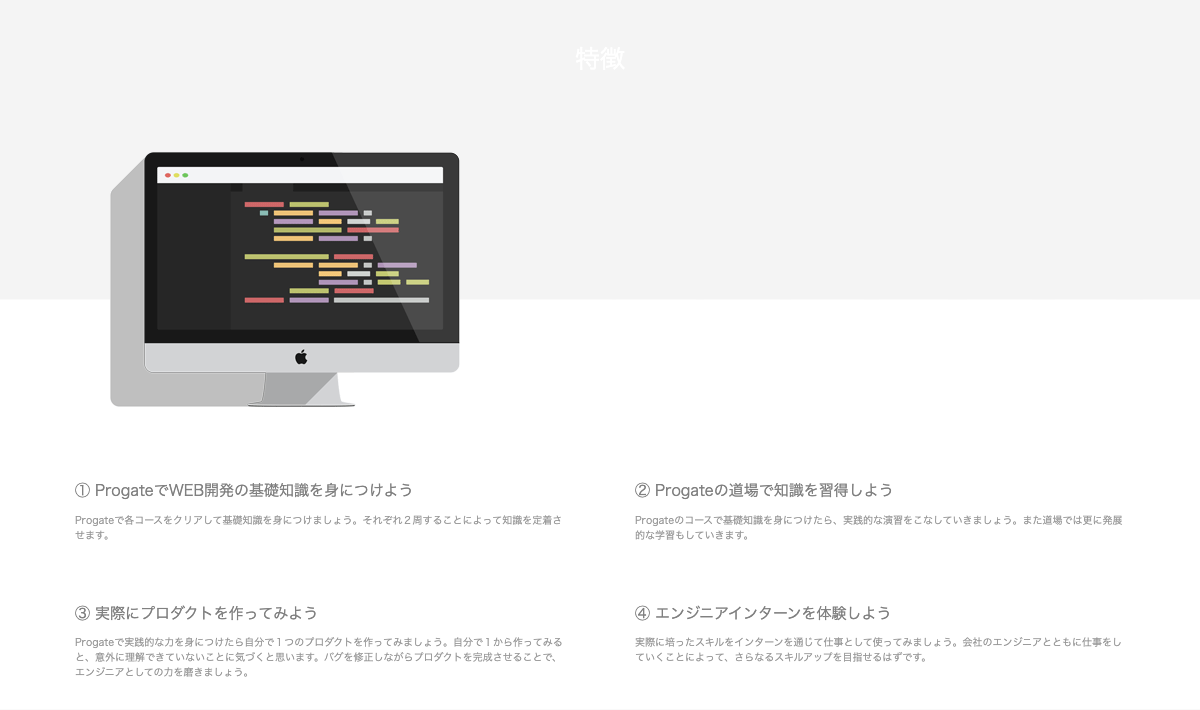 特徴
① ProgateでWEB開発の基礎知識を身につけよう
Progateで各コースをクリアして基礎知識を身につけましょう。それぞれ２周することによって知識を定着さ
せます。
② Progateの道場で知識を習得しよう
Progateのコースで基礎知識を身につけたら、実践的な演習をこなしていきましょう。また道場では更に発展
的な学習もしていきます。
③ 実際にプロダクトを作ってみよう
Progateで実践的な力を身につけたら自分で１つのプロダクトを作ってみましょう。自分で１から作ってみる
と、意外に理解できていないことに気づくと思います。バグを修正しながらプロダクトを完成させることで、
エンジニアとしての力を磨きましょう。
④ エンジニアインターンを体験しよう
実際に培ったスキルをインターンを通じて仕事として使ってみましょう。会社のエンジニアとともに仕事をし
ていくことによって、さらなるスキルアップを目指せるはずです。